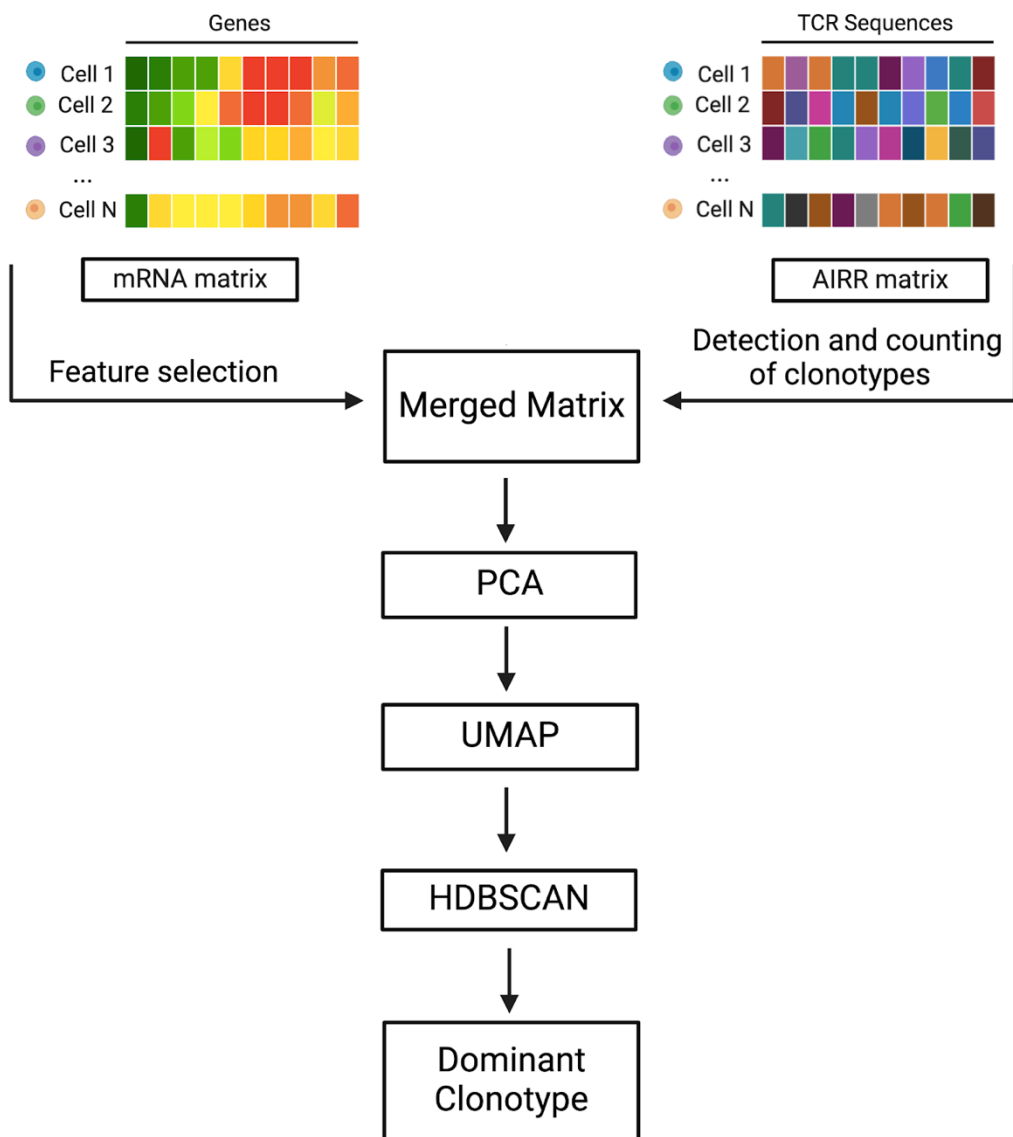 Genes
Cell 1
Cell 2
Cell 3
...
Cell N
mRNA matrix
TCR Sequences
Cell 1
Cell 2
Cell 3
...
Cell N
AIRR matrix
Feature selection
Detection and counting
of clonotypes
Merged Matrix
PCA
UMAP
HDBSCAN
Dominant
Clonotype